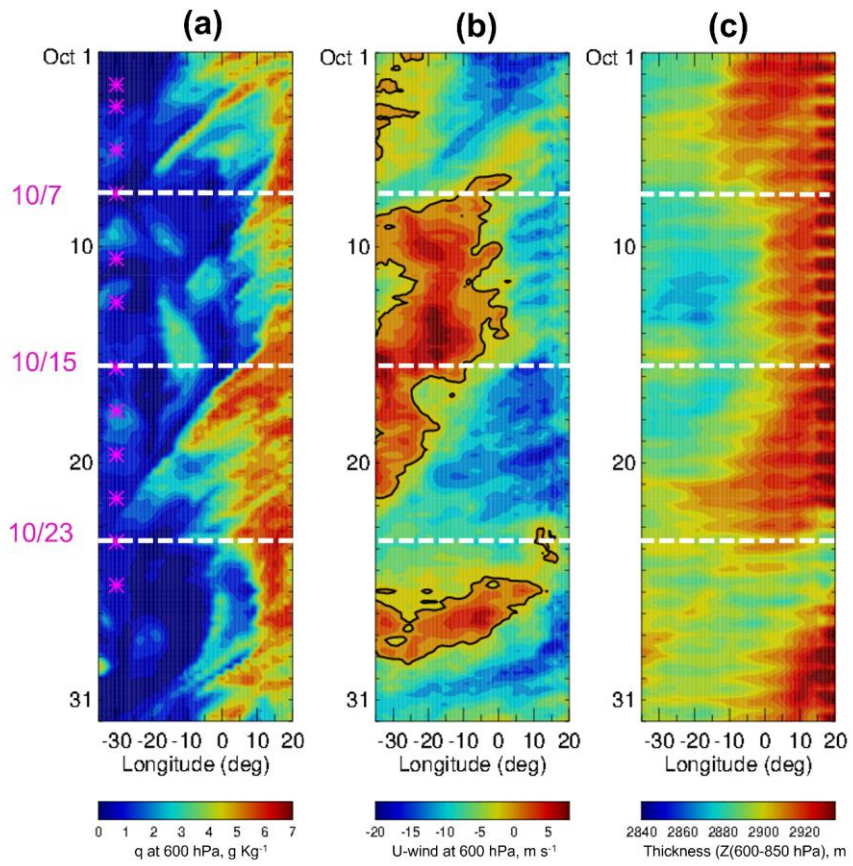 (a) (b) (c)
Oct 1 Oct 1 Oct 1
10/7
10 10 10
10/15
20 20 20
10/23
31 31 31
-30 -20 -10 0 10 20 -30 -20 -10 0 10 20 -30 -20 -10 0 10 20
Longitude (deg) Longitude (deg) Longitude (deg)
0 1 2 3 4 5 6 7 -20 -15 -10 -5 0 5 2840 2860 2880 2900 2920
q at 600 hPa, g Kg⁻¹ U-wind at 600 hPa, m s⁻¹ Thickness (Z(600-850 hPa), m